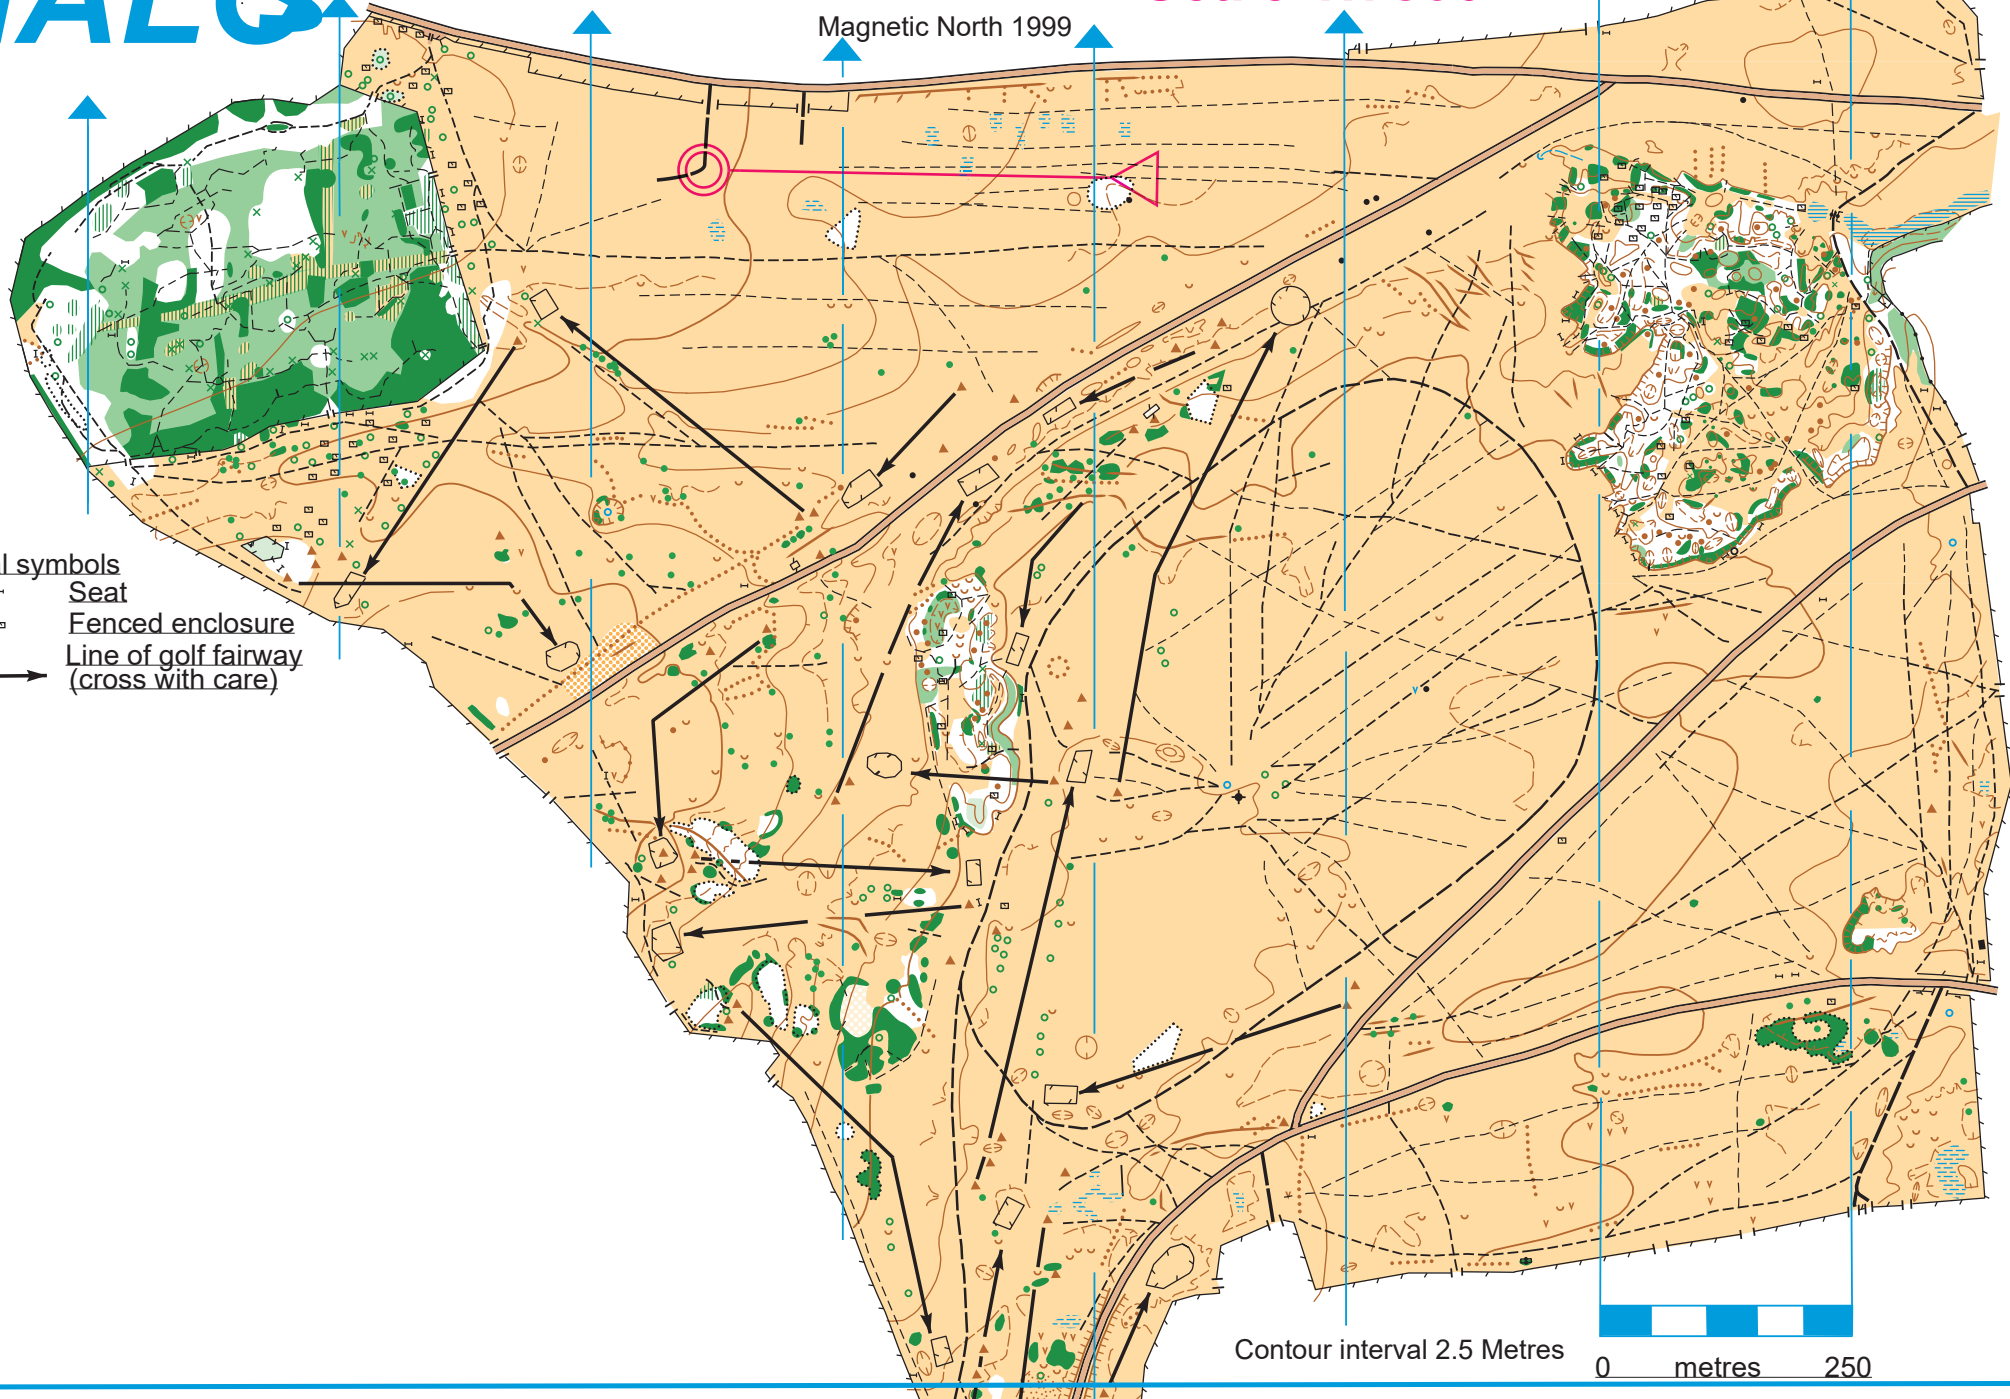 Magnetic North 1999
symbols
Seat
Fenced enclosure
Line of golf fairway
(cross with care)
Contour interval 2.5 Metres
0 metres 250